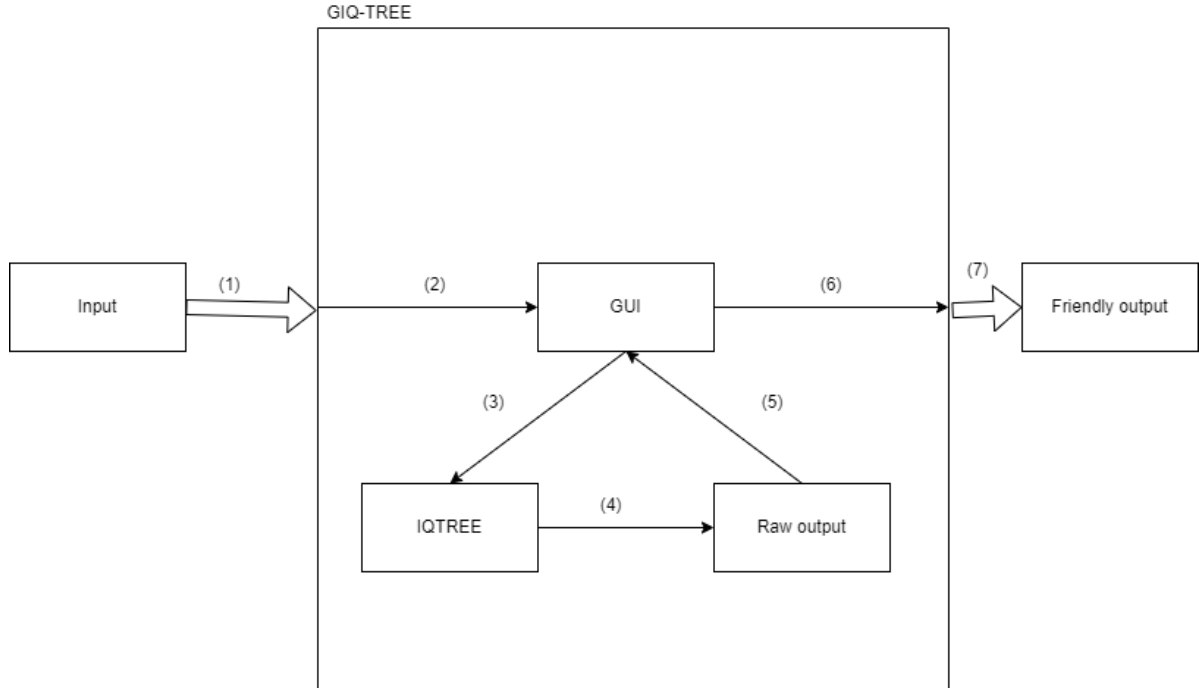 GIQ-TREE
(1)
(2)
(6)
(7)
Input
GUI
Friendly output
(3)
(5)
(4)
IQTREE
Raw output